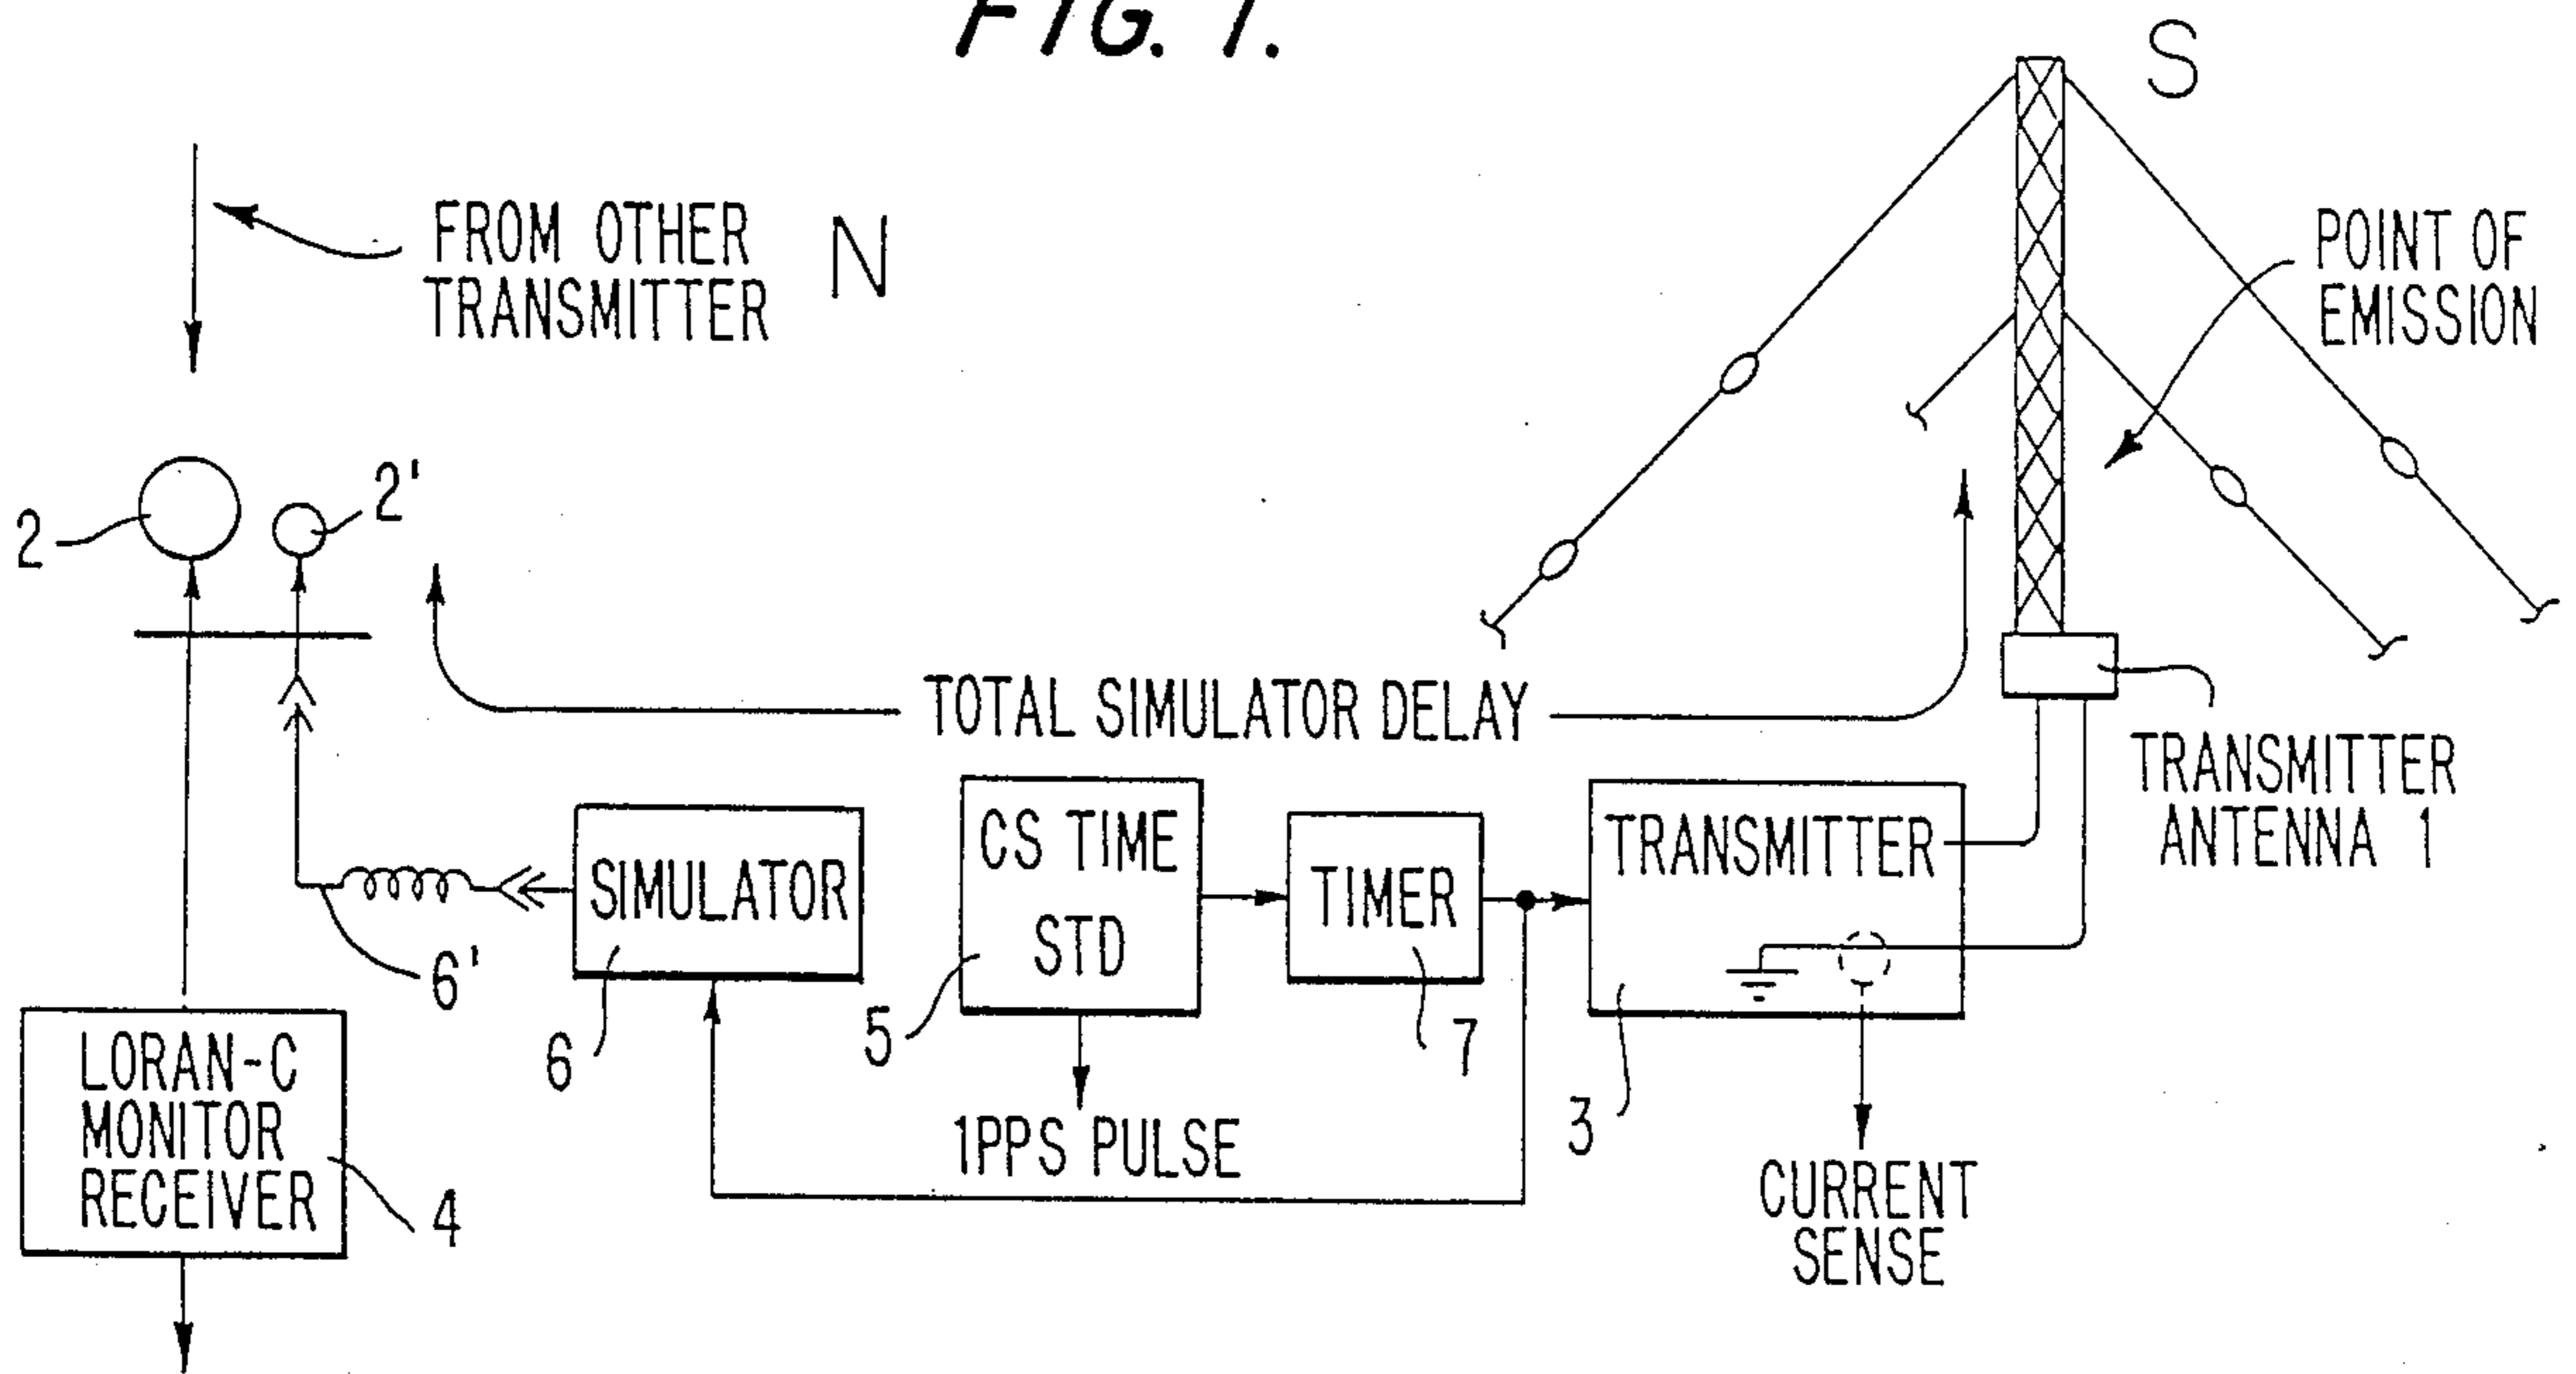 FIG. 1.
S
FROM OTHER
TRANSMITTER
N
POINT OF
EMISSION
2
2'
TOTAL SIMULATOR DELAY
TRANSMITTER
ANTENNA 1
SIMULATOR
CS TIME
STD
TIMER
TRANSMITTER
6'
6
5
7
3
LORAN-C
MONITOR
RECEIVER
4
1PPS PULSE
CURRENT
SENSE